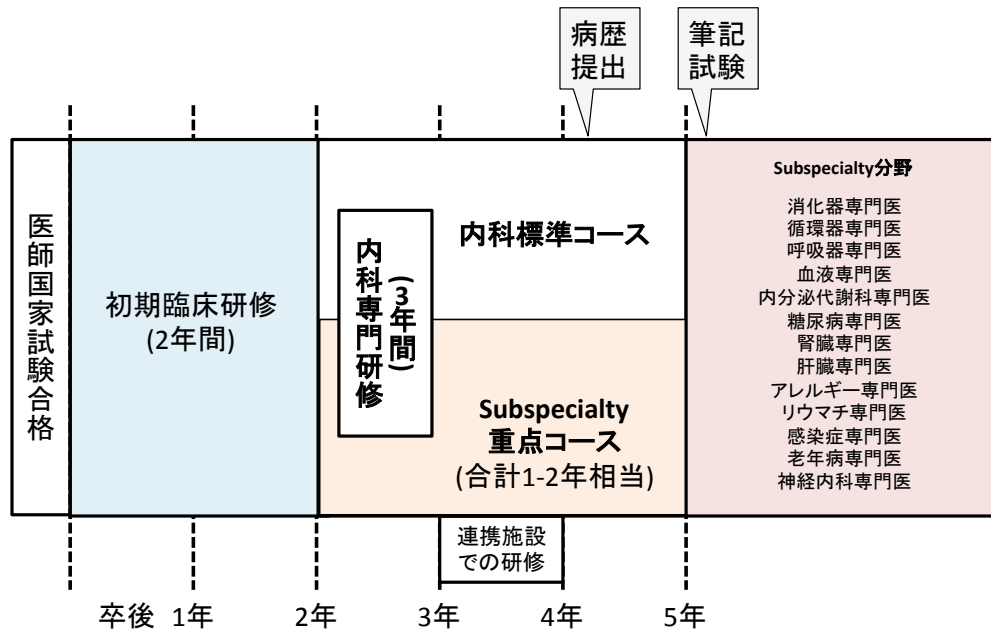 病歴
提出
筆記
試験
医師国家試験合格
初期臨床研修
(2年間)
内科専門研修
(3年間)
内科標準コース
Subspecialty
重点コース
(合計1-2年相当)
連携施設
での研修
Subspecialty分野
消化器専門医
循環器専門医
呼吸器専門医
血液専門医
内分泌代謝科専門医
糖尿病専門医
腎臓専門医
肝臓専門医
アレルギー専門医
リウマチ専門医
感染症専門医
老年病専門医
神経内科専門医
卒後 1年 2年 3年 4年 5年